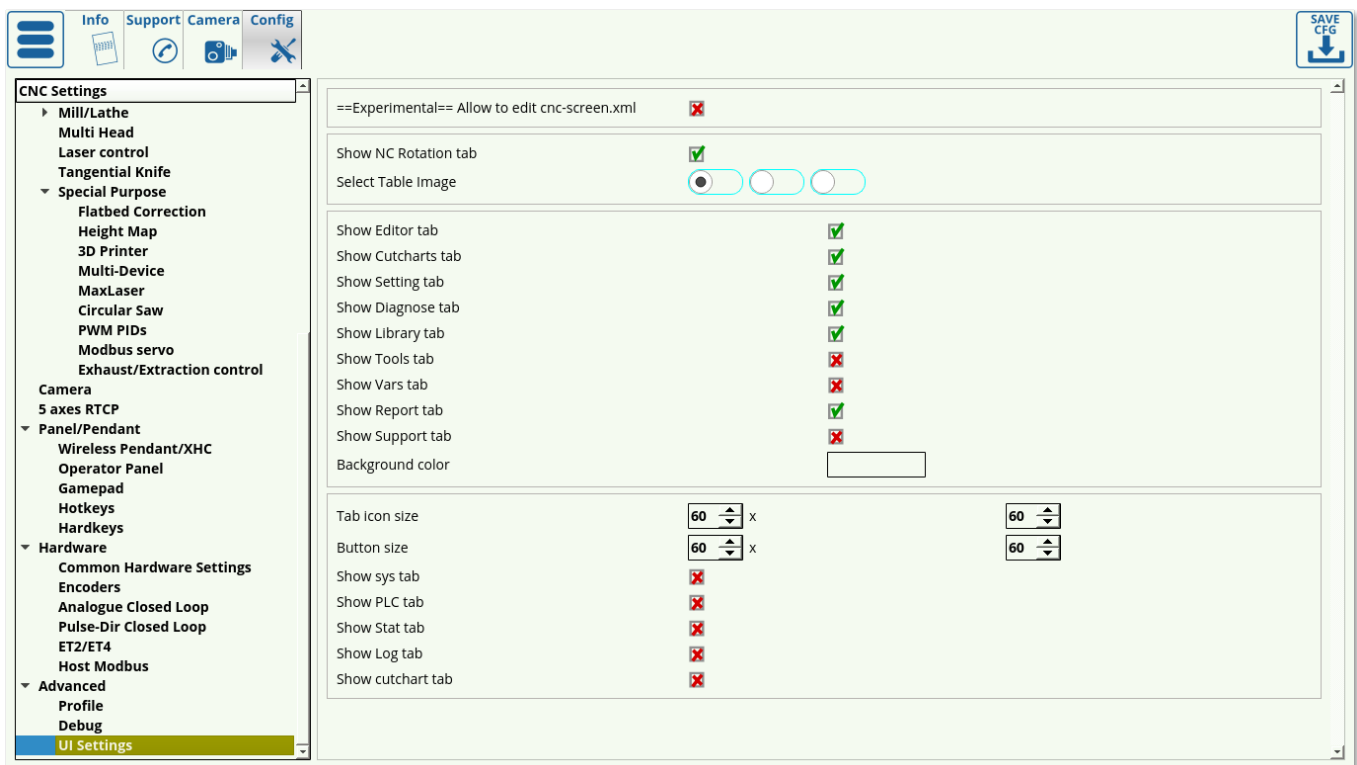 Info Support Camera Config
SAVE
CFG
CNC Settings
Mill/Lathe
Multi Head
Laser control
Tangential Knife
Special Purpose
Flatbed Correction
Height Map
3D Printer
Multi-Device
MaxLaser
Circular Saw
PWM PIDs
Modbus servo
Exhaust/Extraction control
Camera
5 axes RTCP
Panel/Pendant
Wireless Pendant/XHC
Operator Panel
Gamepad
Hotkeys
Hardkeys
Hardware
Common Hardware Settings
Encoders
Analogue Closed Loop
Pulse-Dir Closed Loop
ET2/ET4
Host Modbus
Advanced
Profile
Debug
UI Settings
==Experimental== Allow to edit cnc-screen.xml
Show NC Rotation tab
Select Table Image
Show Editor tab
Show Cutcharts tab
Show Setting tab
Show Diagnose tab
Show Library tab
Show Tools tab
Show Vars tab
Show Report tab
Show Support tab
Background color
Tab icon size 60 x 60
Button size 60 x 60
Show sys tab
Show PLC tab
Show Stat tab
Show Log tab
Show cutchart tab